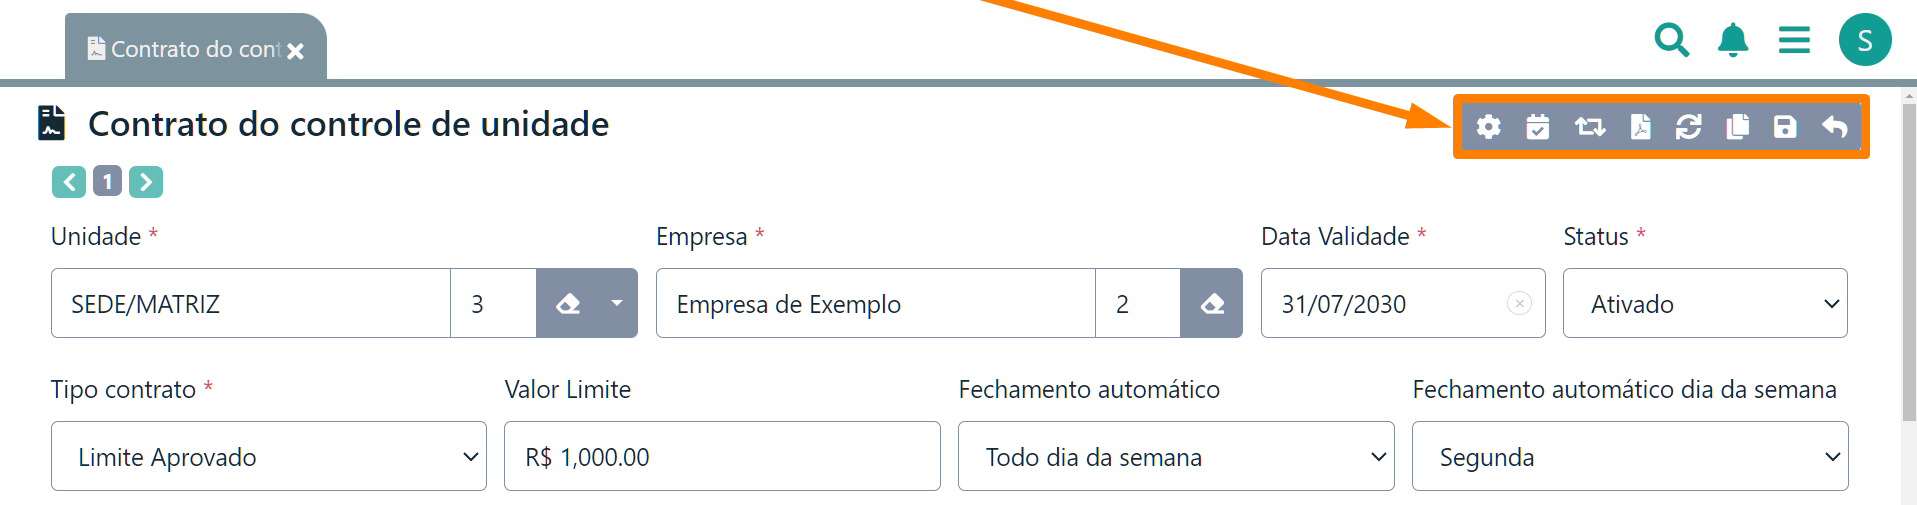 Contrato do cont
S
Contrato do controle de unidade
1
Unidade * Empresa * Data Validade * Status *
SEDE/MATRIZ 3 Empresa de Exemplo 2 31/07/2030 Ativado
Tipo contrato * Valor Limite Fechamento automático Fechamento automático dia da semana
Limite Aprovado R$ 1,000.00 Todo dia da semana Segunda